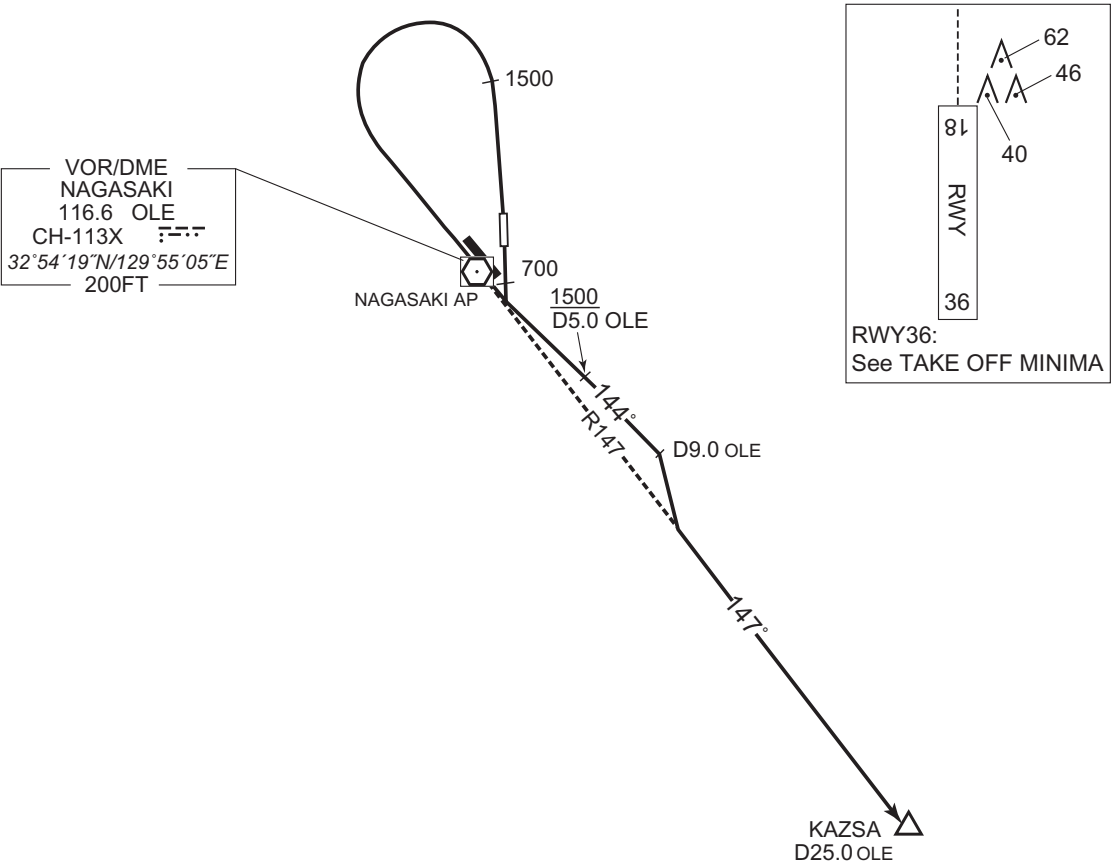 1500
62
46
40
18
RWY
36
RWY36:
See TAKE OFF MINIMA
VOR/DME
NAGASAKI
116.6 OLE
CH-113X
32°54´19˝N/129°55´05˝E
200FT
NAGASAKI AP
700
1500
D5.0 OLE
144°
R147
D9.0 OLE
147°
KAZSA
D25.0 OLE